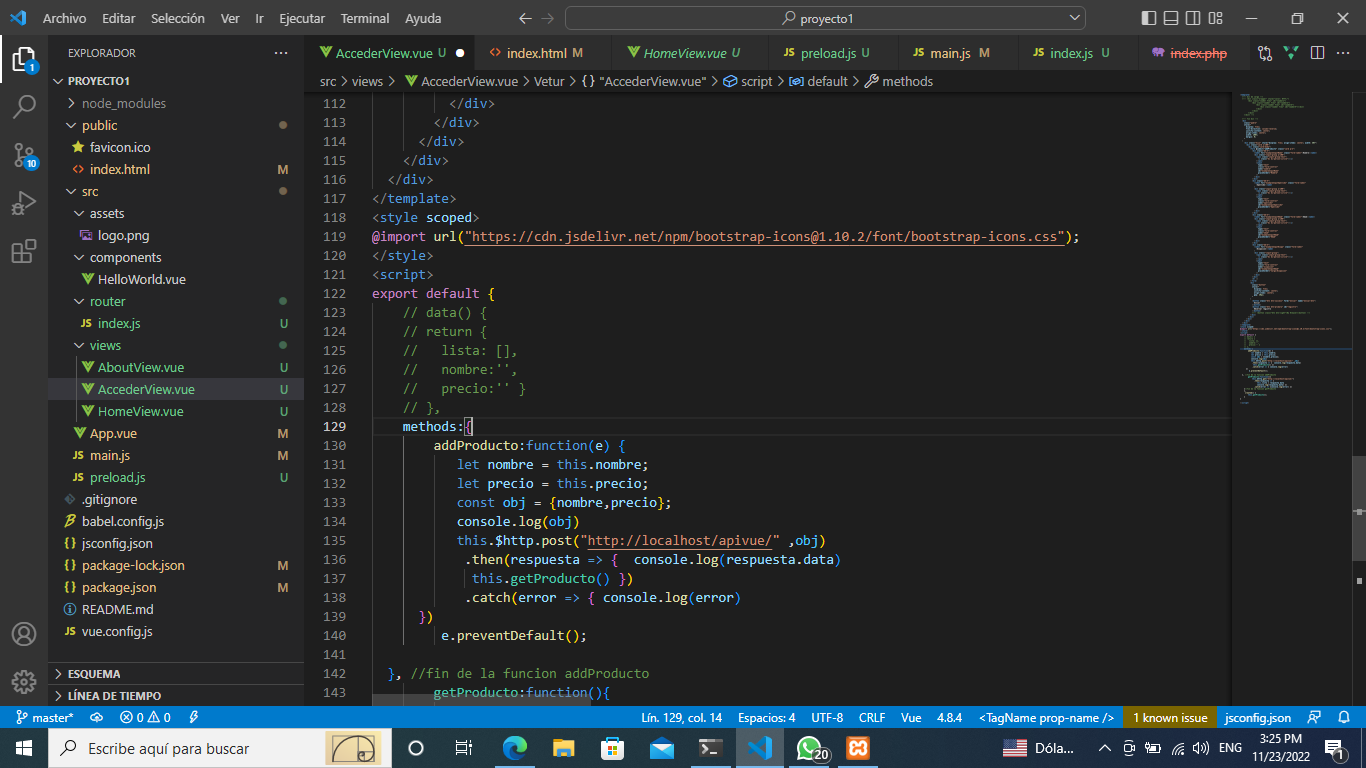 Archivo Editar Selección Ver Ir Ejecutar Terminal Ayuda
proyecto1
EXPLORADOR
PROYECTO1
node_modules
public
favicon.ico
index.html M
src
assets
logo.png
components
HelloWorld.vue
router
index.js U
views
AboutView.vue U
AccederView.vue U
HomeView.vue U
App.vue M
main.js M
preload.js U
.gitignore
babel.config.js
jsconfig.json
package-lock.json M
package.json M
README.md
vue.config.js
ESQUEMA
LÍNEA DE TIEMPO
1
10
AccederView.vue U
index.html M
HomeView.vue U
preload.js U
main.js M
index.js U
index.php
src > views > AccederView.vue > Vetur > {} "AccederView.vue" > script > default > methods
112 </div>
113 </div>
114 </div>
115 </div>
116 </div>
117 </template>
118 <style scoped>
119 @import url("https://cdn.jsdelivr.net/npm/bootstrap-icons@1.10.2/font/bootstrap-icons.css");
120 </style>
121 <script>
122 export default {
123 // data() {
124 // return {
125 // lista: [],
126 // nombre:'',
127 // precio:'' }
128 // },
129 methods:{
130 addProducto:function(e) {
131 let nombre = this.nombre;
132 let precio = this.precio;
133 const obj = {nombre,precio};
134 console.log(obj)
135 this.$http.post("http://localhost/apivue/" ,obj)
136 .then(respuesta => { console.log(respuesta.data)
137 this.getProducto() })
138 .catch(error => { console.log(error)
139 })
140 e.preventDefault();
141
142 }, //fin de la funcion addProducto
143 getProducto:function(){
master* 0 0 Lín. 129, col. 14 Espacios: 4 UTF-8 CRLF Vue 4.8.4 <TagName prop-name /> 1 known issue jsconfig.json
Escribe aquí para buscar
20
Dóla...
ENG
3:25 PM
11/23/2022
1